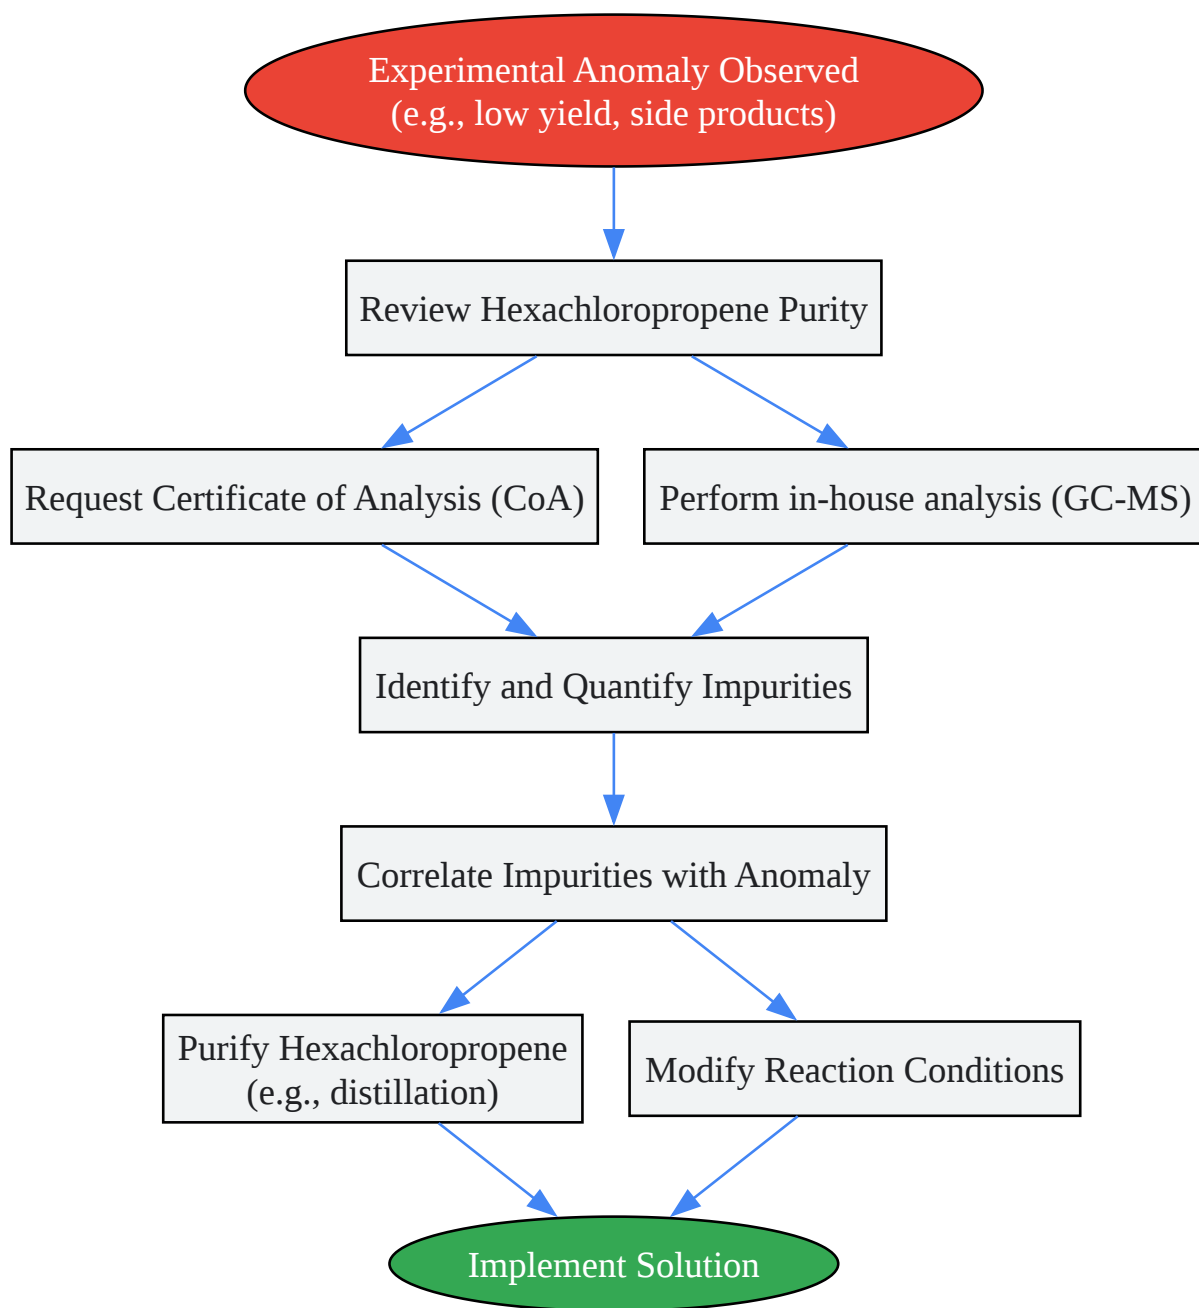 Experimental Anomaly Observed
(e.g., low yield, side products)
Review Hexachloropropene Purity
Request Certificate of Analysis (CoA)
Perform in-house analysis (GC-MS)
Identify and Quantify Impurities
Correlate Impurities with Anomaly
Purify Hexachloropropene
(e.g., distillation)
Modify Reaction Conditions
Implement Solution